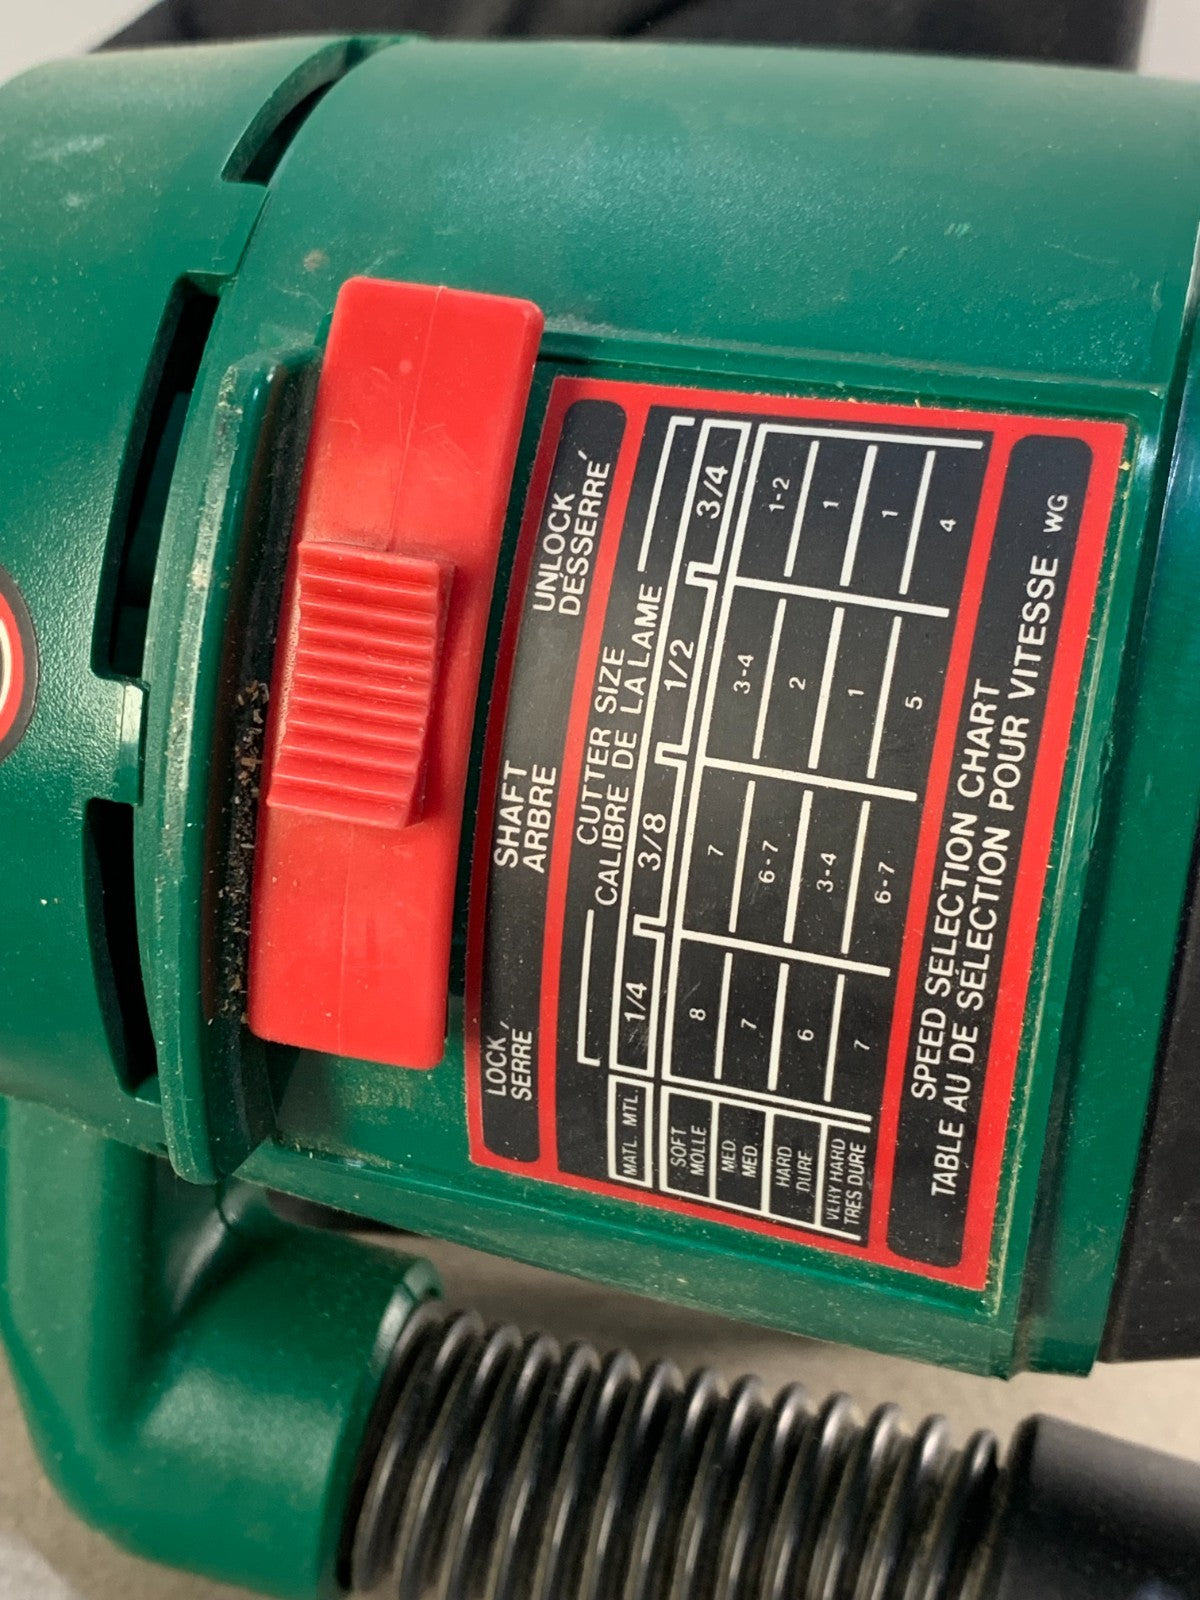 LOCK SHAFT UNLOCK
SERRE ARBRE DESSERRÉ
CUTTER SIZE
CALIBRE DE LA LAME
MATL. MTL. 1/4 3/8 1/2 3/4
SOFT
MOLLE 8 7 3-4 1-2
MED.
MED. 7 6-7 2 1
HARD
DURE 6 3-4 1 1
VERY HARD
TRES DURE 7 6-7 5 4
SPEED SELECTION CHART
TABLE AU DE SÉLECTION POUR VITESSE WG